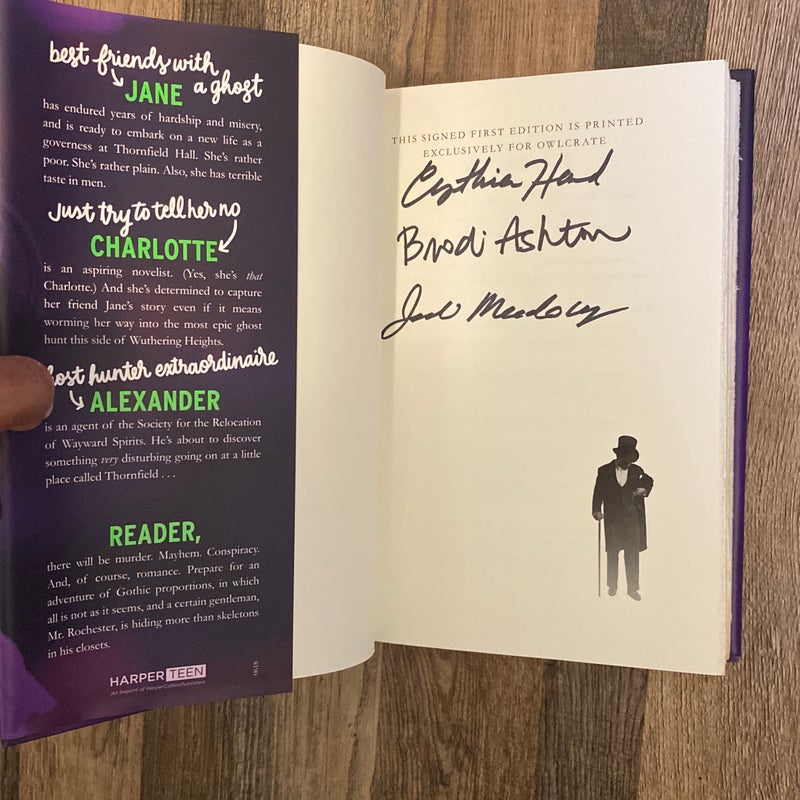 best friends with
a ghost
JANE
has endured years of hardship and misery,
and is ready to embark on a new life as a
governess at Thornfield Hall. She's rather
poor. She's rather plain. Also, she has terrible
taste in men.
just try to tell her no
CHARLOTTE
is an aspiring novelist. (Yes, she's that
Charlotte.) And she's determined to capture
her friend Jane's story even if it means
worming her way into the most epic ghost
hunt this side of Wuthering Heights.
host hunter extraordinaire
ALEXANDER
is an agent of the Society for the Relocation
of Wayward Spirits. He's about to discover
something very disturbing going on at a little
place called Thornfield . . .
READER,
there will be murder. Mayhem. Conspiracy.
And, of course, romance. Prepare for an
adventure of Gothic proportions, in which
all is not as it seems, and a certain gentleman,
Mr. Rochester, is hiding more than skeletons
in his closets.
HARPER TEEN
An Imprint of HarperCollinsPublishers
0618
THIS SIGNED FIRST EDITION IS PRINTED
EXCLUSIVELY FOR OWLCRATE
Cynthia Hand
Brodi Ashton
Jodi Meadows